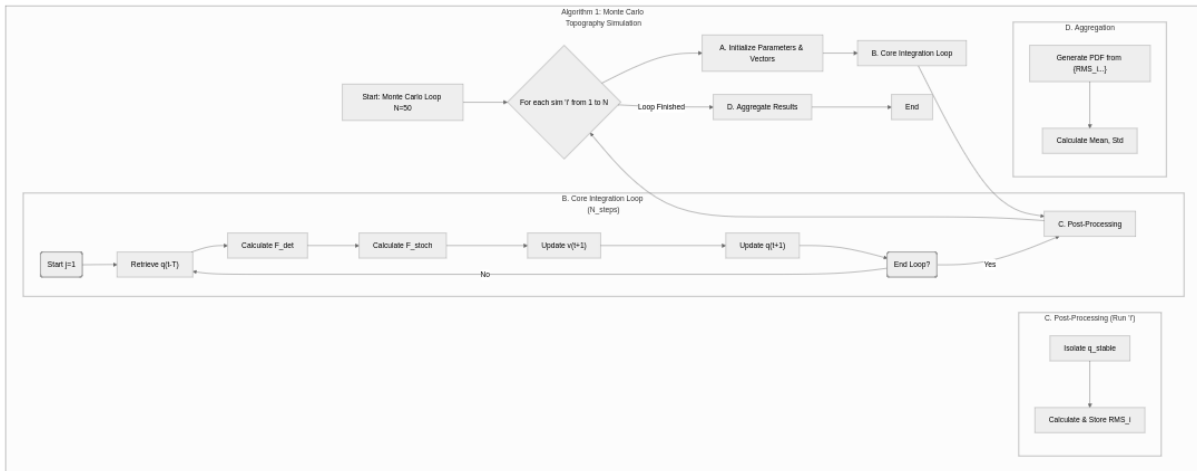 Algorithm 1: Monte Carlo
Topography Simulation
D. Aggregation
Generate PDF from
{RMS_i...}
Calculate Mean, Std
A. Initialize Parameters &
Vectors
B. Core Integration Loop
Start: Monte Carlo Loop
N=50
For each sim 'i' from 1 to N
Loop Finished
D. Aggregate Results
End
B. Core Integration Loop
(N_steps)
C. Post-Processing
Start j=1
Retrieve q(t-T)
Calculate F_det
Calculate F_stoch
Update v(t+1)
Update q(t+1)
End Loop?
Yes
No
C. Post-Processing (Run 'i')
Isolate q_stable
Calculate & Store RMS_i